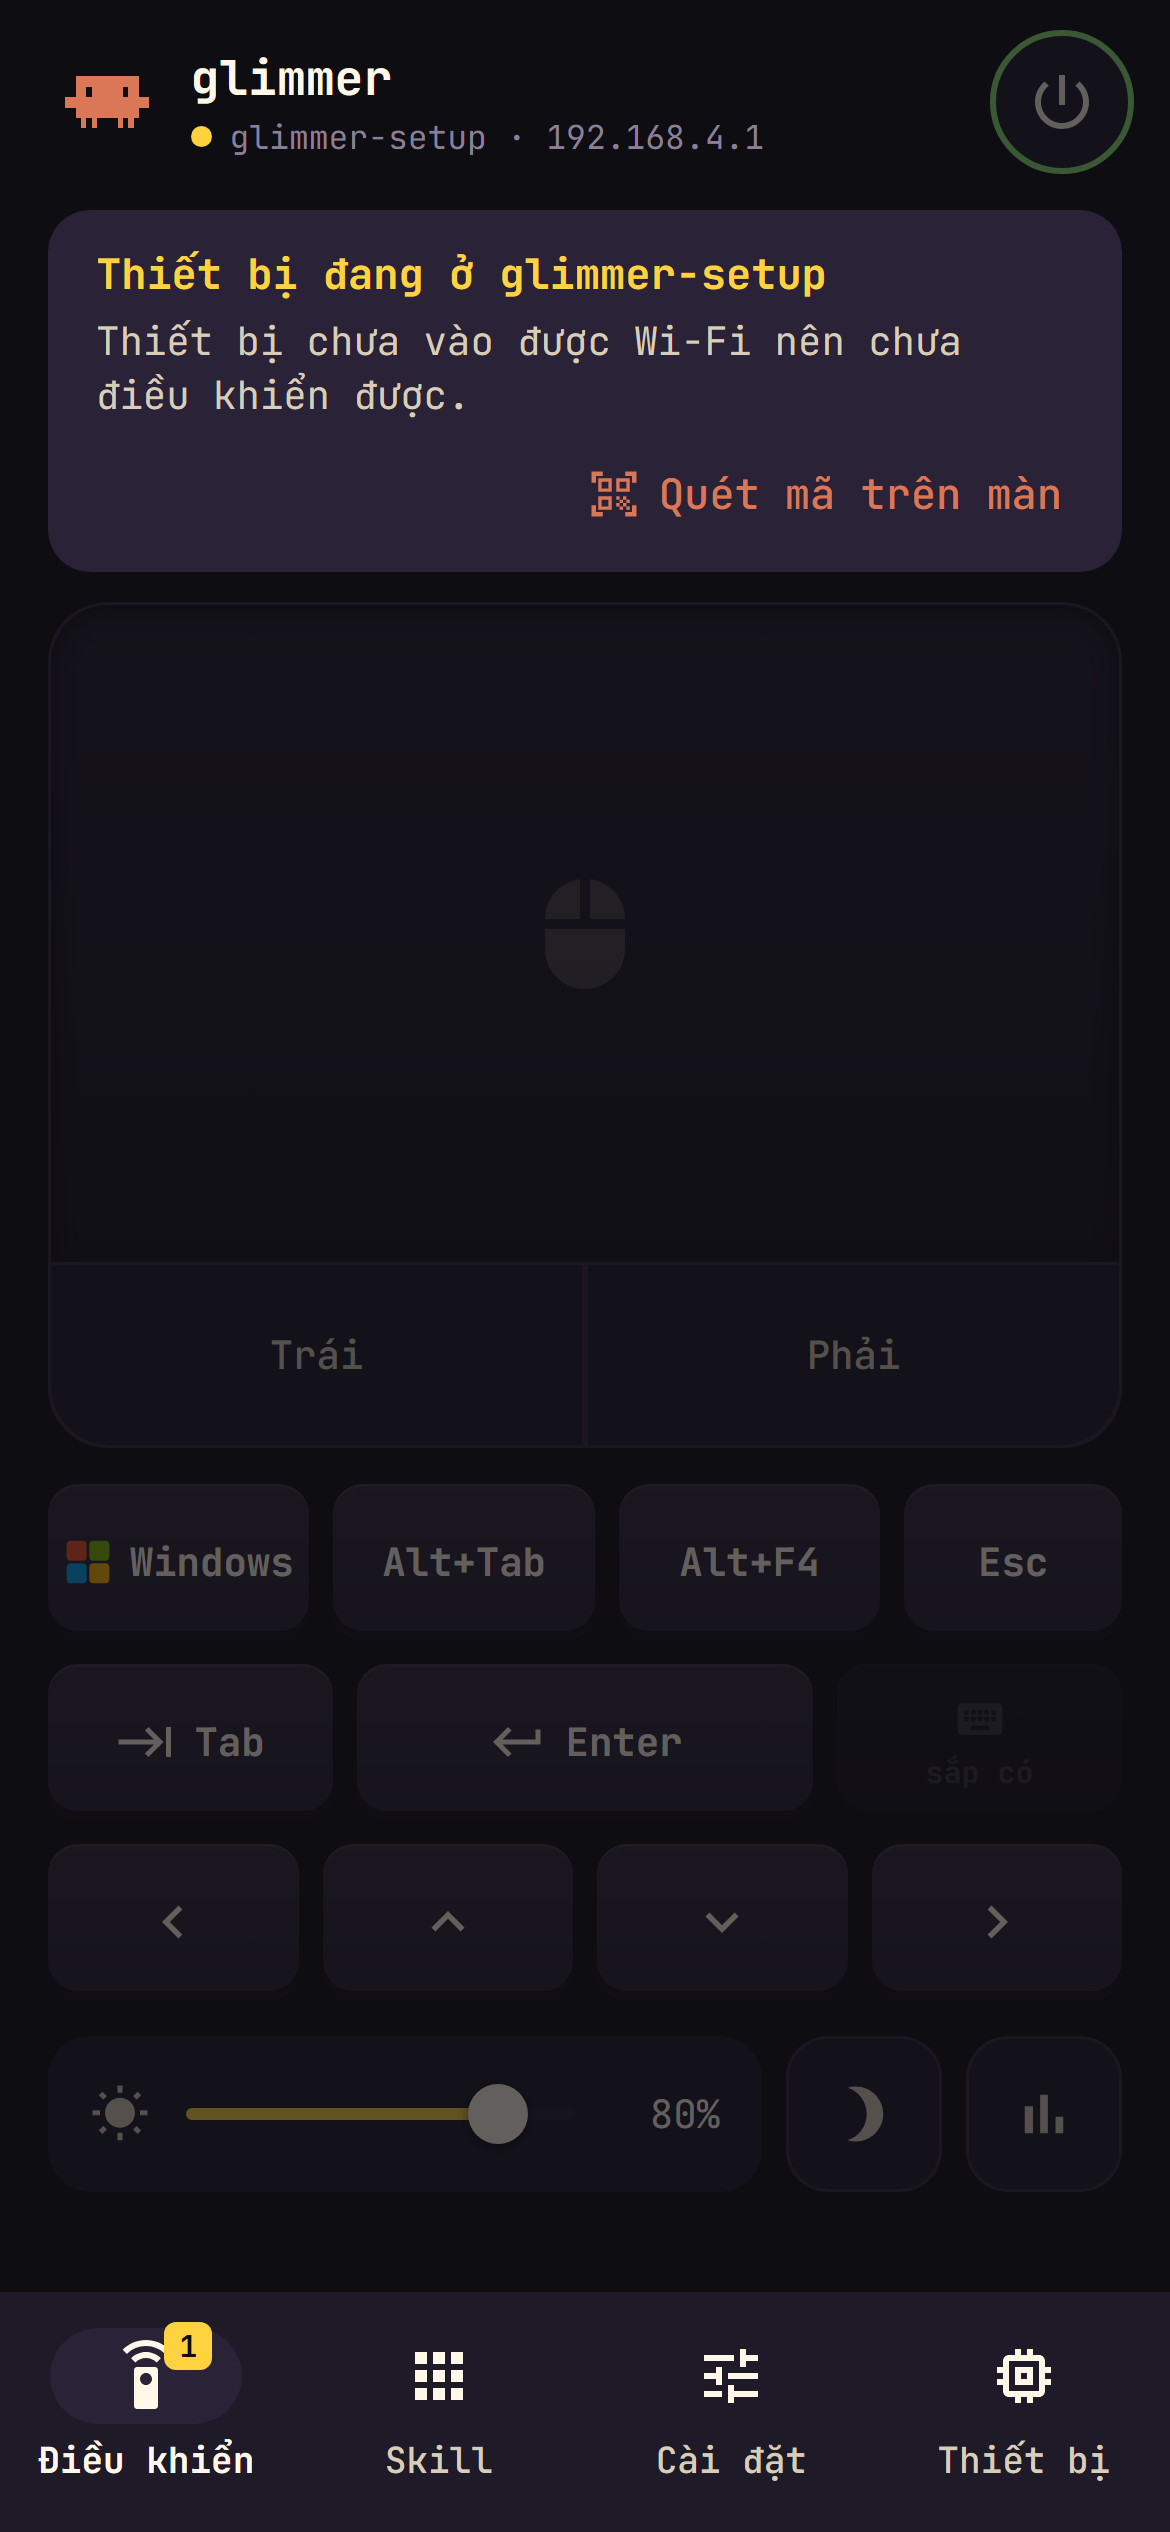 glimmer
glimmer-setup · 192.168.4.1
Thiết bị đang ở glimmer-setup
Thiết bị chưa vào được Wi-Fi nên chưa
điều khiển được.
Quét mã trên màn
Trái Phải
Windows Alt+Tab Alt+F4 Esc
Tab Enter
sắp có
80%
1
Điều khiển Skill Cài đặt Thiết bị